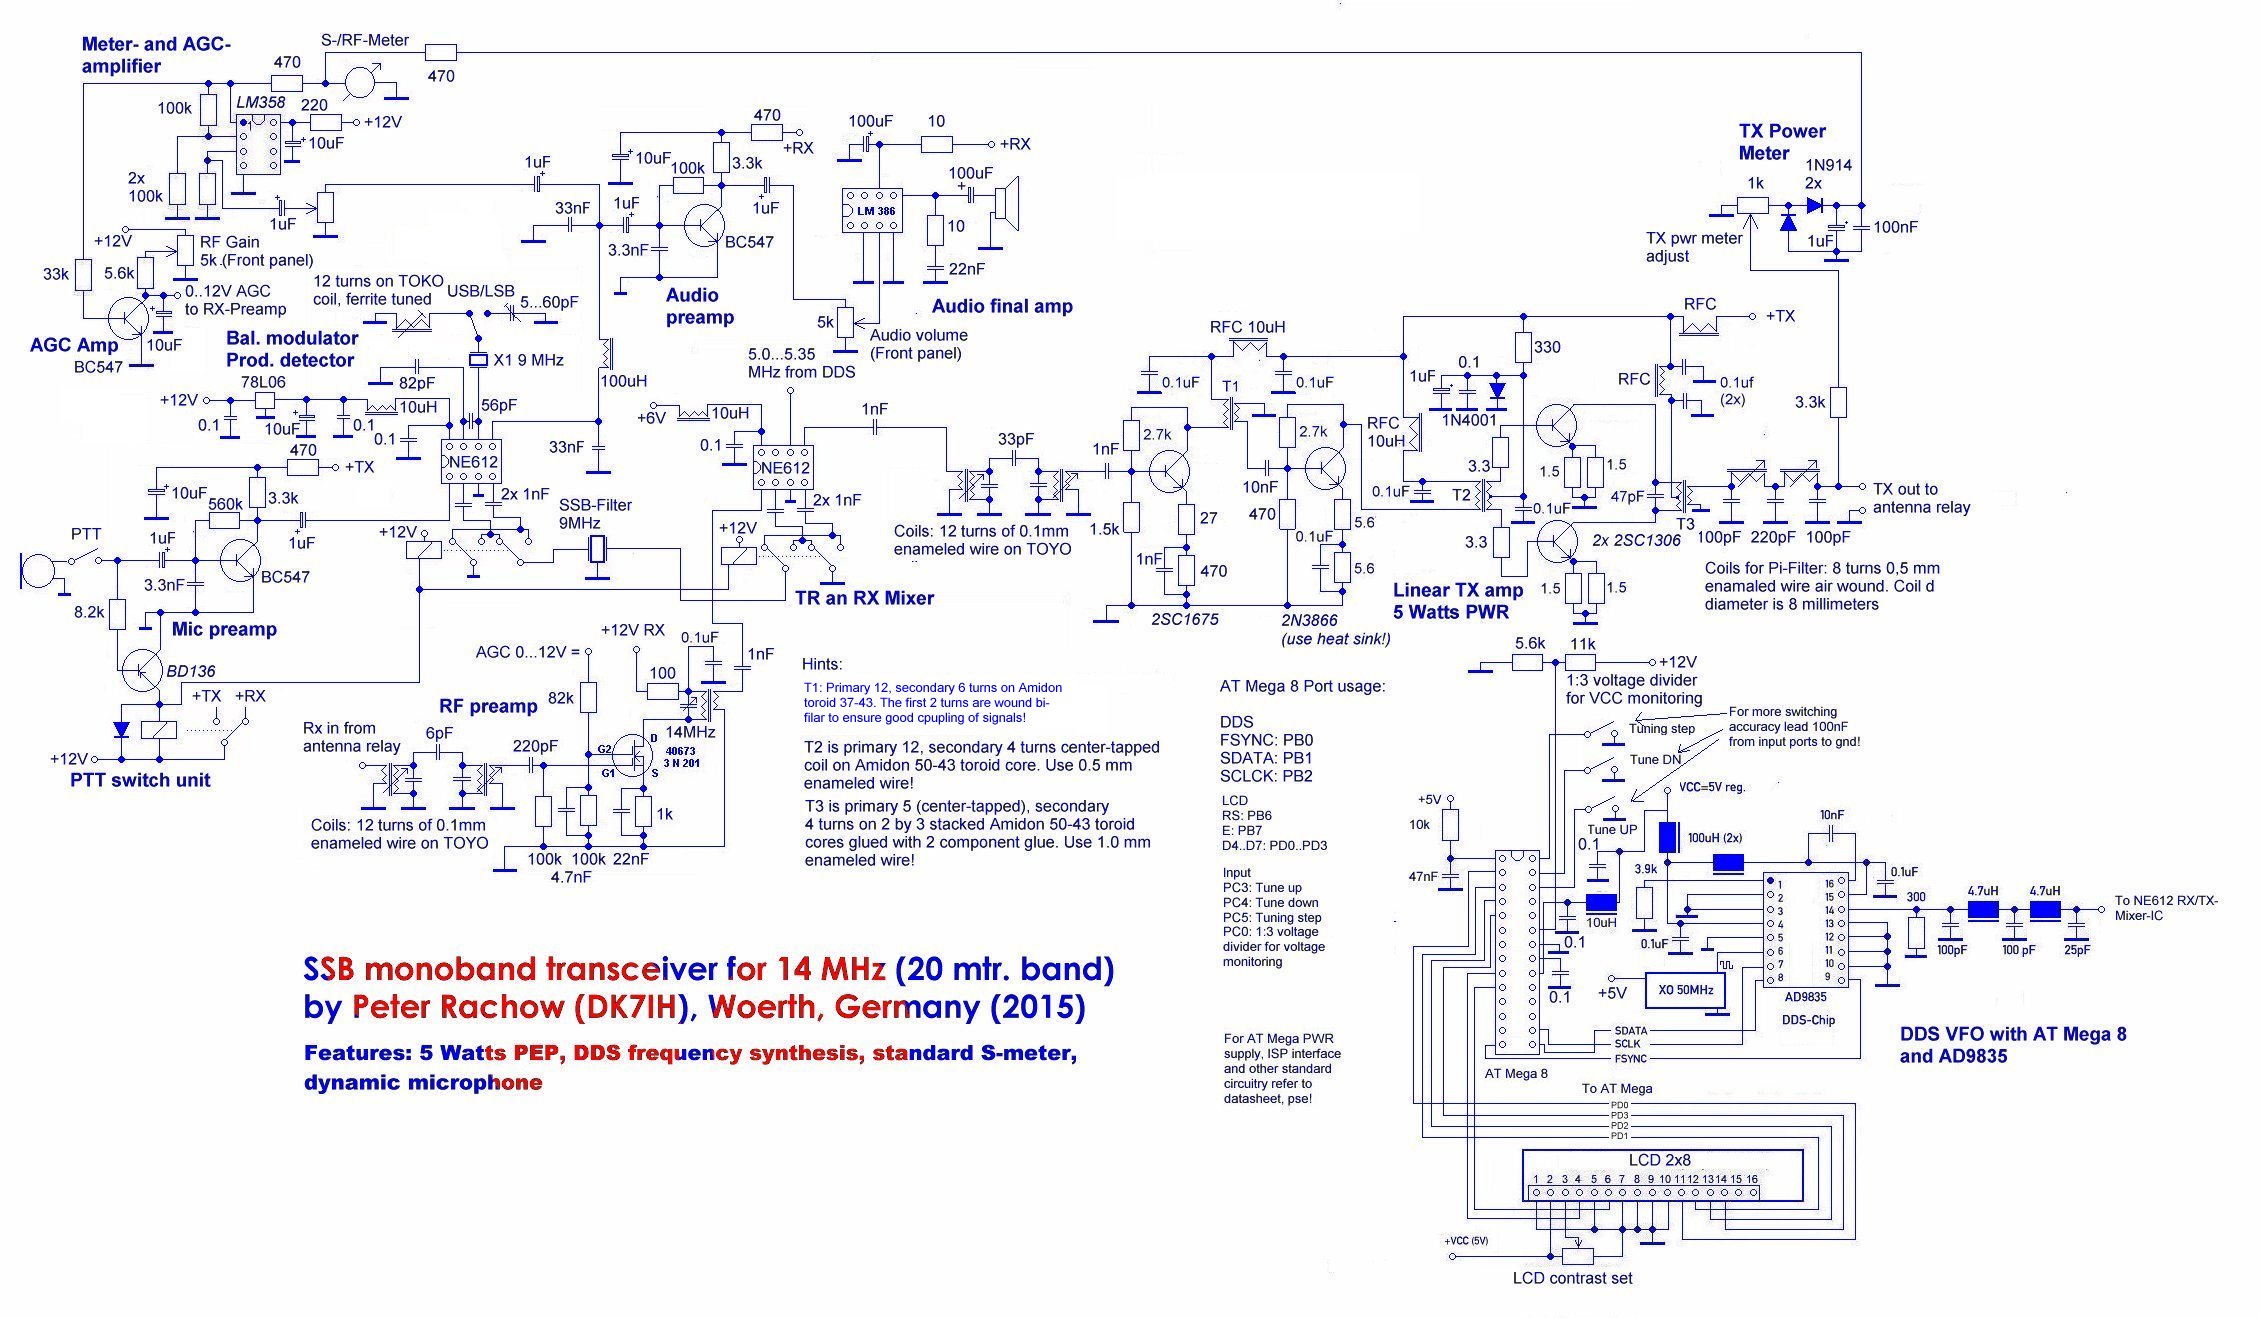 Meter- and AGC-
amplifier
S-/RF-Meter
470
470
100k
LM358
220
+12V
10uF
2x
100k
1uF
+12V
RF Gain
5k.(Front panel)
33k
5.6k
0..12V AGC
to RX-Preamp
10uF
AGC Amp
BC547
1uF
10uF
470
+RX
100k
3.3k
33nF
1uF
1uF
3.3nF
BC547
Audio
preamp
100uF
10
+RX
100uF
+
LM 386
10
22nF
Audio final amp
5k
Audio volume
(Front panel)
TX Power
Meter
1N914
1k
2x
TX pwr meter
adjust
1uF
100nF
12 turns on TOKO
coil, ferrite tuned
USB/LSB
5...60pF
Bal. modulator
Prod. detector
X1 9 MHz
82pF
100uH
78L06
+12V
10uH
56pF
0.1
10uF
0.1
0.1
NE612
33nF
470
+TX
10uF
560k
3.3k
2x 1nF
+12V
SSB-Filter
9MHz
PTT
1uF
1uF
3.3nF
BC547
8.2k
Mic preamp
BD136
+TX
+RX
+12V
PTT switch unit
5.0...5.35
MHz from DDS
+6V
10uH
1nF
0.1
NE612
2x 1nF
+12V
TR an RX Mixer
33pF
Coils: 12 turns of 0.1mm
enameled wire on TOYO
RFC 10uH
0.1uF
0.1uF
T1
1nF
2.7k
2.7k
10nF
1.5k
27
470
1nF
470
0.1uF
5.6
5.6
2SC1675
2N3866
(use heat sink!)
RFC
+TX
330
0.1
1uF
1N4001
RFC
0.1uf
(2x)
RFC
10uH
3.3
1.5
1.5
0.1uF
T2
0.1uF
47pF
T3
3.3
2x 2SC1306
1.5
1.5
3.3k
TX out to
antenna relay
100pF
220pF
100pF
Coils for Pi-Filter: 8 turns 0,5 mm
enamaled wire air wound. Coil d
diameter is 8 millimeters
Linear TX amp
5 Watts PWR
+12V RX
0.1uF
AGC 0...12V =
1nF
100
82k
RF preamp
14MHz
Rx in from
antenna relay
6pF
220pF
G2
G1
D
S
40673
3 N 201
1k
Coils: 12 turns of 0.1mm
enameled wire on TOYO
100k
100k
22nF
4.7nF
Hints:
T1: Primary 12, secondary 6 turns on Amidon
toroid 37-43. The first 2 turns are wound bi-
filar to ensure good cpupling of signals!
T2 is primary 12, secondary 4 turns center-tapped
coil on Amidon 50-43 toroid core. Use 0.5 mm
enameled wire!
T3 is primary 5 (center-tapped), secondary
4 turns on 2 by 3 stacked Amidon 50-43 toroid
cores glued with 2 component glue. Use 1.0 mm
enameled wire!
AT Mega 8 Port usage:
DDS
FSYNC: PB0
SDATA: PB1
SCLCK: PB2
LCD
RS: PB6
E: PB7
D4..D7: PD0..PD3
Input
PC3: Tune up
PC4: Tune down
PC5: Tuning step
PC0: 1:3 voltage
divider for voltage
monitoring
For AT Mega PWR
supply, ISP interface
and other standard
circuitry refer to
datasheet, pse!
5.6k
11k
+12V
1:3 voltage divider
for VCC monitoring
For more switching
accuracy lead 100nF
from input ports to gnd!
Tuning step
Tune DN
VCC=5V reg.
Tune UP
+5V
10k
47nF
0.1
100uH (2x)
10nF
3.9k
0.1uF
10uH
0.1
0.1uF
0.1
+5V
XO 50MHz
1
2
3
4
5
6
7
8
16
15
14
13
12
11
10
9
AD9835
DDS-Chip
300
4.7uH
4.7uH
100pF
100 pF
25pF
To NE612 RX/TX-
Mixer-IC
DDS VFO with AT Mega 8
and AD9835
SDATA
SCLK
FSYNC
AT Mega 8
To AT Mega
PD0
PD3
PD2
PD1
LCD 2x8
1 2 3 4 5 6 7 8 9 10 11 12 13 14 15 16
+VCC (5V)
LCD contrast set
SSB monoband transceiver for 14 MHz (20 mtr. band)
by Peter Rachow (DK7IH), Woerth, Germany (2015)
Features: 5 Watts PEP, DDS frequency synthesis, standard S-meter,
dynamic microphone